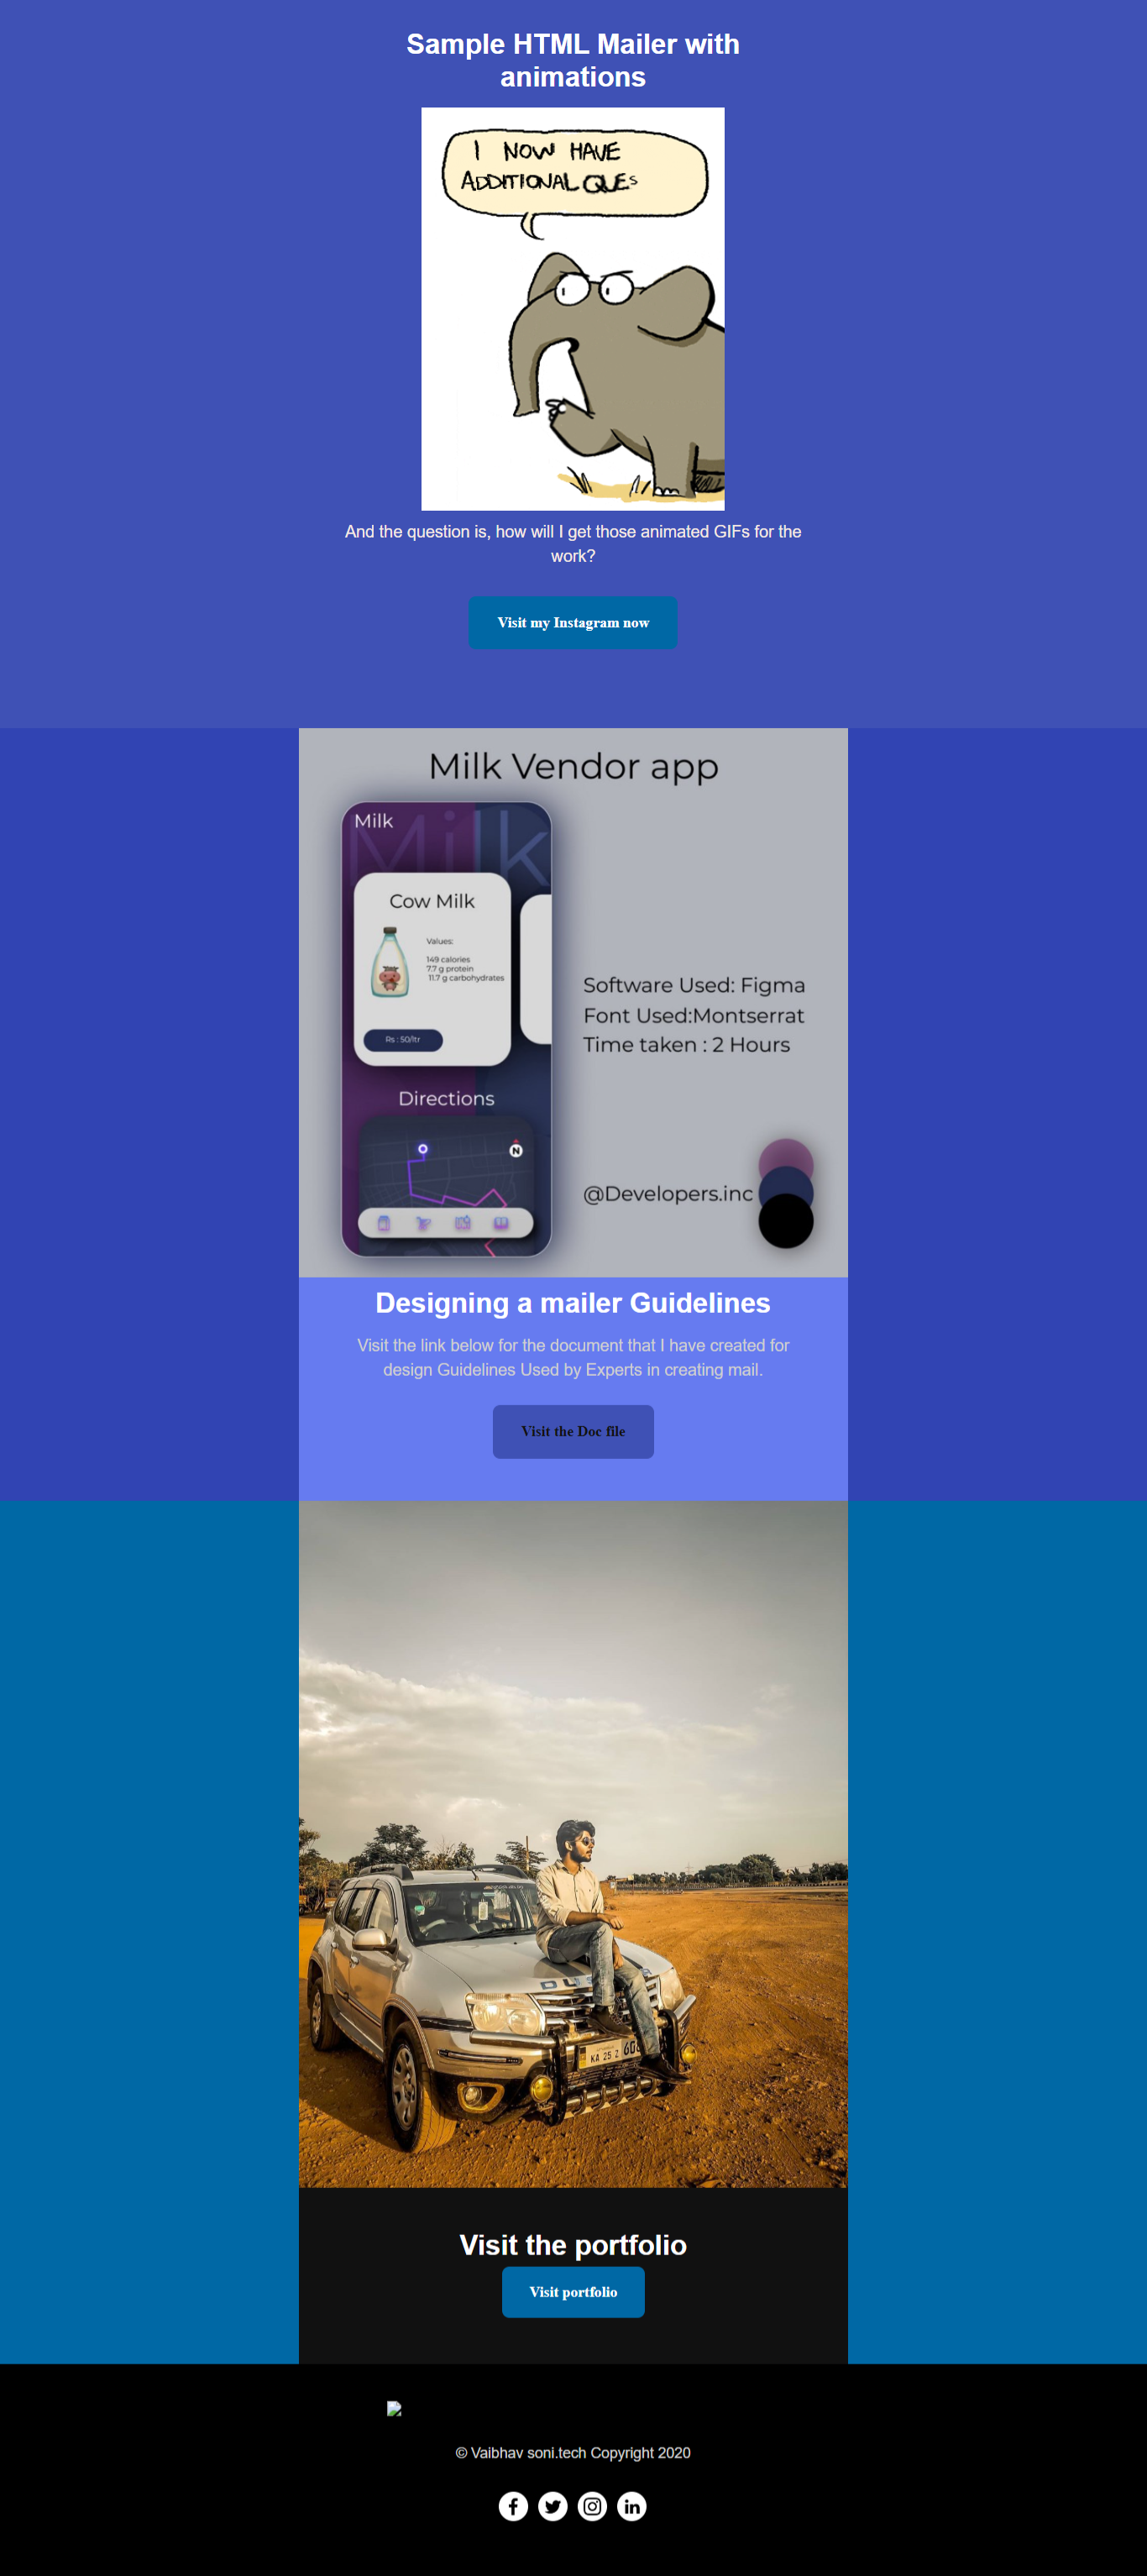 Sample HTML Mailer with
animations
I NOW HAVE
ADDITIONAL QUES
And the question is, how will I get those animated GIFs for the
work?
Visit my Instagram now
Milk Vendor app
Milk
Milk
Cow Milk
Values:
149 calories
7.7 g protein
11.7 g carbohydrates
Rs : 50/ltr
Directions
N
Software Used: Figma
Font Used:Montserrat
Time taken : 2 Hours
@Developers.inc
Designing a mailer Guidelines
Visit the link below for the document that I have created for
design Guidelines Used by Experts in creating mail.
Visit the Doc file
DU
KA 25 Z
Visit the portfolio
Visit portfolio
© Vaibhav soni.tech Copyright 2020